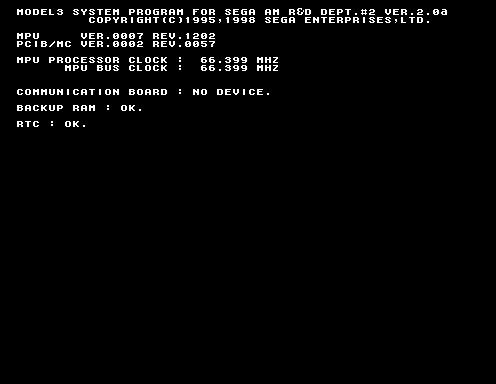 MODEL3 SYSTEM PROGRAM FOR SEGA AM R&D DEPT.#2 VER.2.0a
COPYRIGHT(C)1995,1998 SEGA ENTERPRISES,LTD.
MPU VER.0007 REV.1202
PCIB/MC VER.0002 REV.0057
MPU PROCESSOR CLOCK : 66.399 MHZ
MPU BUS CLOCK : 66.399 MHZ
COMMUNICATION BOARD : NO DEVICE.
BACKUP RAM : OK.
RTC : OK.